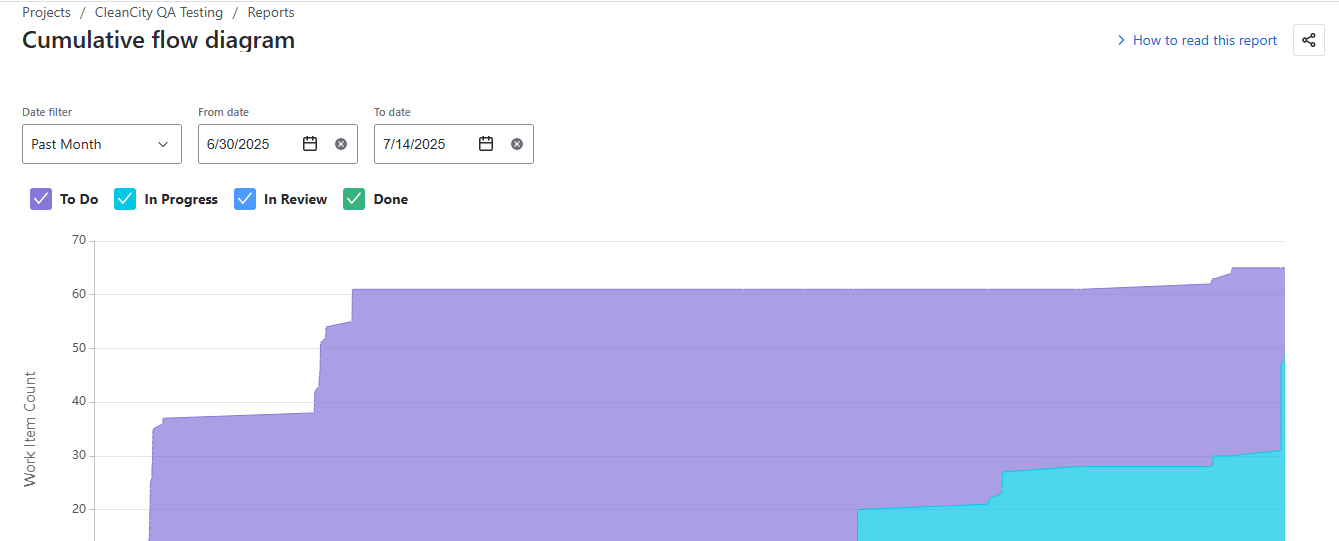 Projects / CleanCity QA Testing / Reports
Cumulative flow diagram
How to read this report
Date filter From date To date
Past Month 6/30/2025 7/14/2025
To Do In Progress In Review Done
70
60
50
40
30
20
Work Item Count